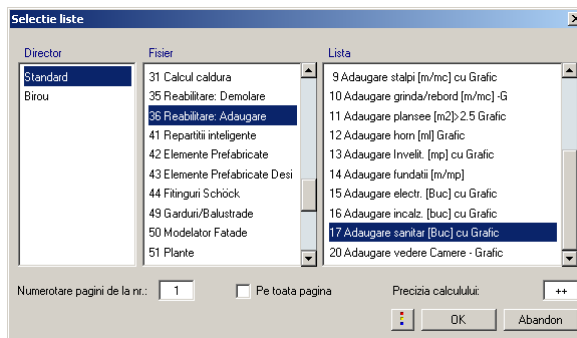 Selectie liste
Director
Standard
Birou
Fisier
31 Calcul caldura
35 Reabilitare: Demolare
36 Reabilitare: Adaugare
41 Repartitii inteligente
42 Elemente Prefabricate
43 Elemente Prefabricate Desi
44 Fitinguri Schöck
49 Garduri/Balustrade
50 Modelator Fatade
51 Plante
Lista
9 Adaugare stalpi [m/mc] cu Grafic
10 Adaugare grinda/rebord [m/mc] -G
11 Adaugare plansee [m2]>2.5 Grafic
12 Adaugare horn [ml] Grafic
13 Adaugare Invelit. [mp] cu Grafic
14 Adaugare fundatii [m/mp]
15 Adaugare electr. [Buc] cu Grafic
16 Adaugare incalz. [buc] cu Grafic
17 Adaugare sanitar [Buc] cu Grafic
20 Adaugare vedere Camere - Grafic
Numerotare pagini de la nr.: 1
Pe toata pagina
Precizia calculului: ++
OK
Abandon